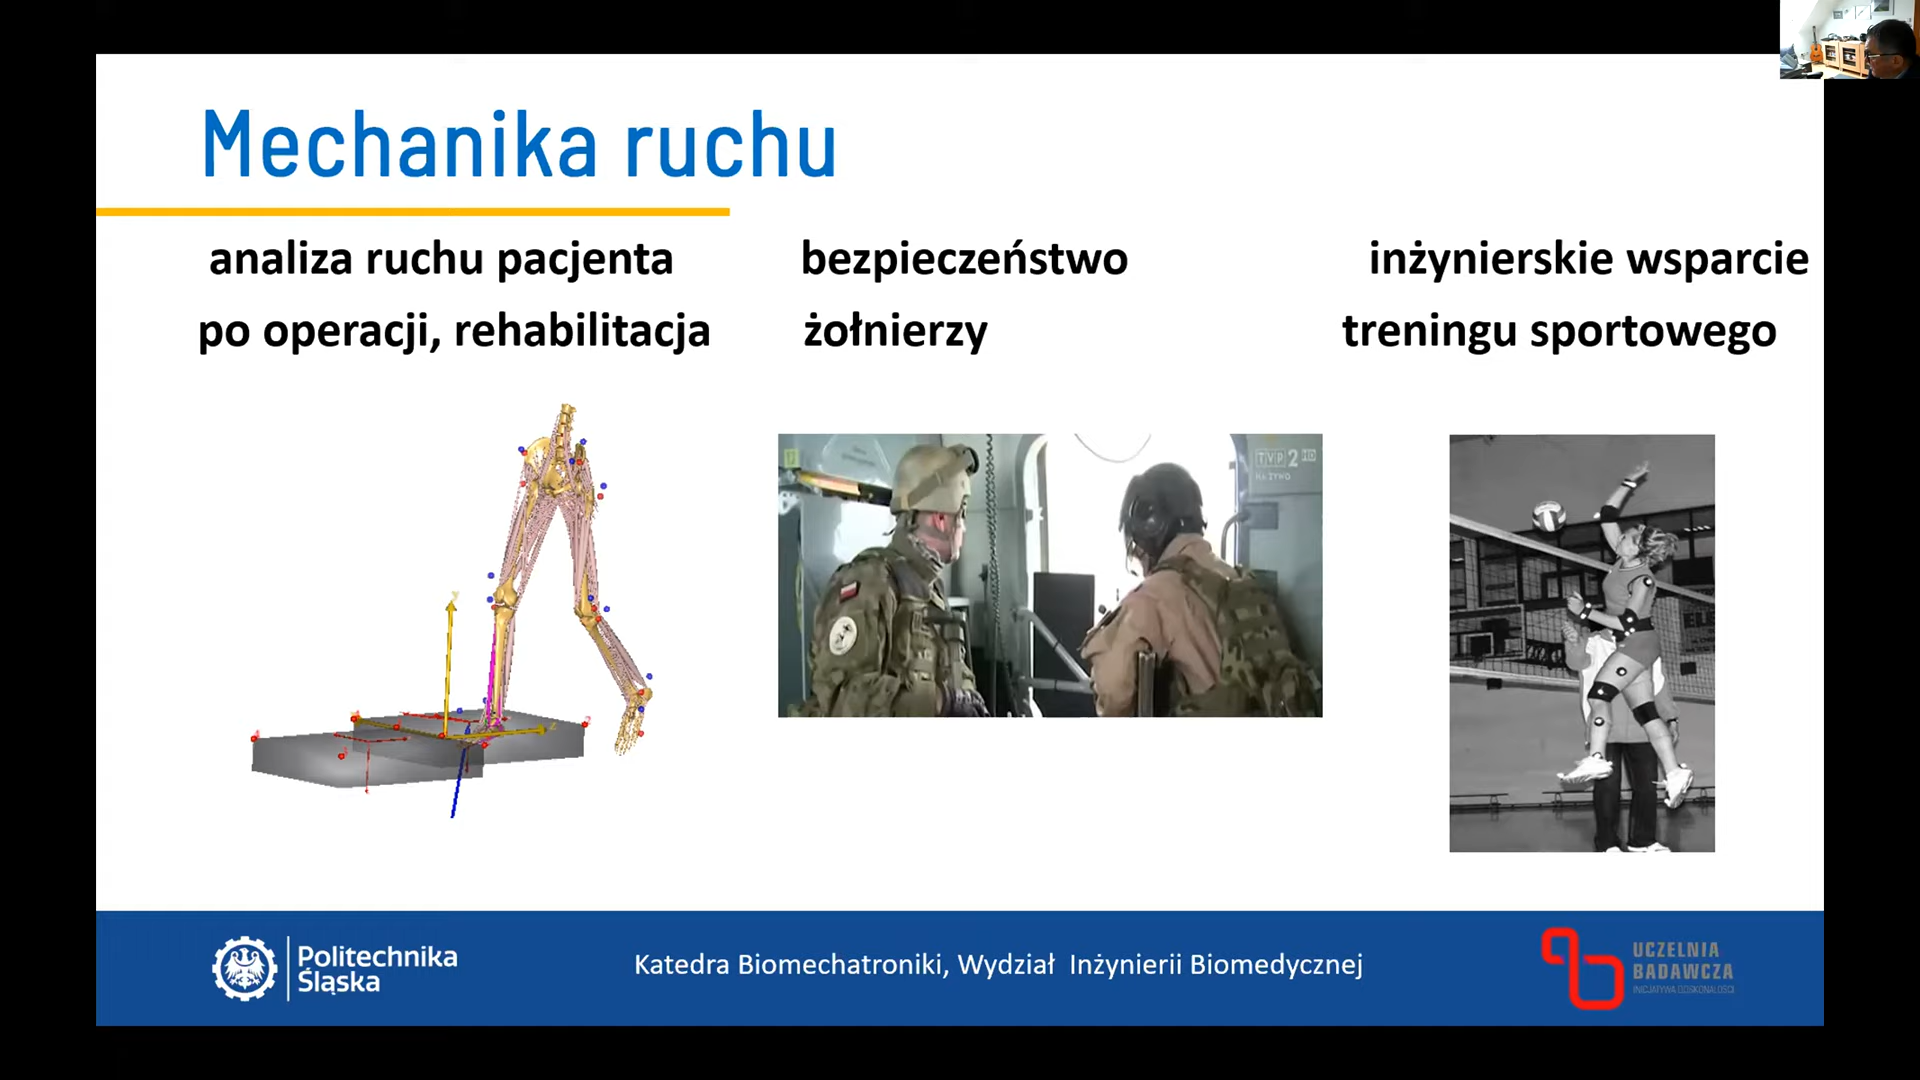 Mechanika ruchu
analiza ruchu pacjenta
po operacji, rehabilitacja
bezpieczeństwo
żołnierzy
inżynierskie wsparcie
treningu sportowego
TVP 2 HD
NA ŻYWO
Politechnika
Śląska
Katedra Biomechatroniki, Wydział Inżynierii Biomedycznej
UCZELNIA
BADAWCZA
INICJATYWA DOSKONAŁOŚCI